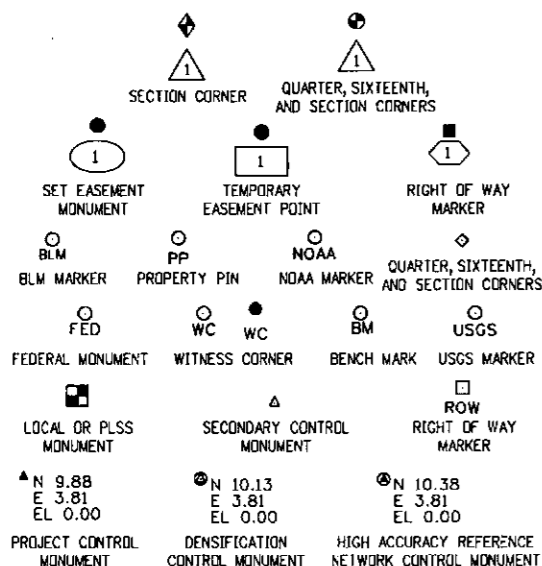 1 1
SECTION CORNER QUARTER, SIXTEENTH,
AND SECTION CORNERS
1 1 1
SET EASEMENT TEMPORARY RIGHT OF WAY
MONUMENT EASEMENT POINT MARKER
BLM PP NOAA
BLM MARKER PROPERTY PIN NOAA MARKER QUARTER, SIXTEENTH,
AND SECTION CORNERS
FED WC WC BM USGS
FEDERAL MONUMENT WITNESS CORNER BENCH MARK USGS MARKER
ROW
LOCAL OR PLSS SECONDARY CONTROL RIGHT OF WAY
MONUMENT MONUMENT MARKER
N 9.88 N 10.13 N 10.38
E 3.81 E 3.81 E 3.81
EL 0.00 EL 0.00 EL 0.00
PROJECT CONTROL DENSIFICATION HIGH ACCURACY REFERENCE
MONUMENT CONTROL MONUMENT NETWORK CONTROL MONUMENT